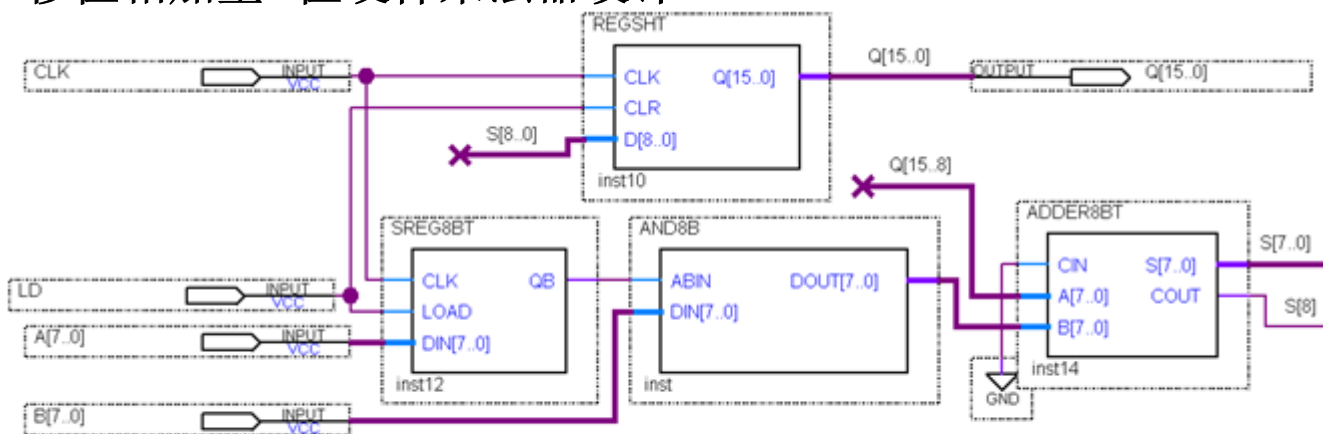 REGSHT
CLK INPUT VCC
CLK Q[15..0]
Q[15..0]
OUTPUT Q[15..0]
CLR
S[8..0]
D[8..0]
inst10
Q[15..8]
SREG8BT
AND8B
ADDER8BT
CLK QB
ABIN DOUT[7..0]
CIN S[7..0]
S[7..0]
LD INPUT VCC
LOAD
DIN[7..0]
A[7..0] COUT
S[8]
A[7..0] INPUT VCC
DIN[7..0]
B[7..0]
inst12
inst
inst14
GND
B[7..0] INPUT VCC